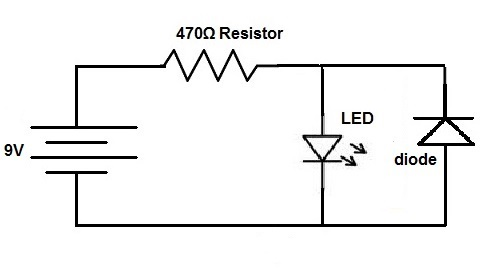 470Ω Resistor
LED
9V
diode